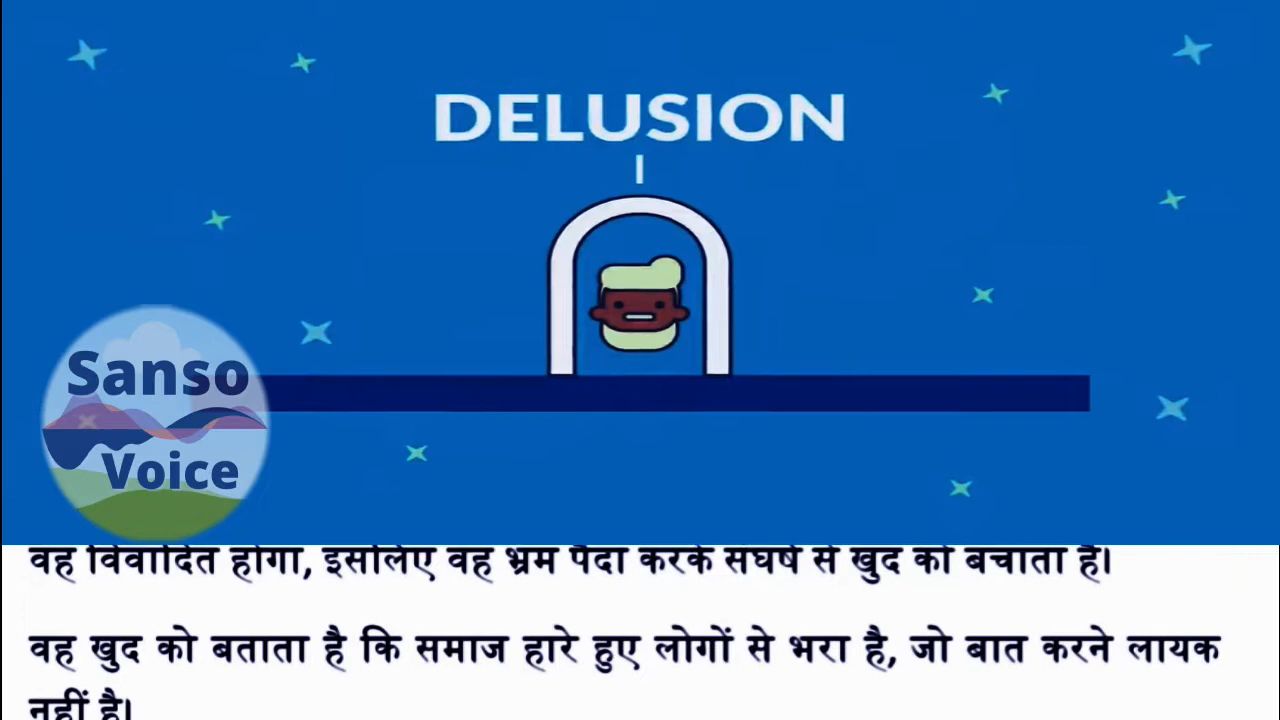 DELUSION
Sanso
Voice
वह विवादित होगा, इसलिए वह भ्रम पैदा करके संघर्ष से खुद को बचाता है।
वह खुद को बताता है कि समाज हारे हुए लोगों से भरा है, जो बात करने लायक
नहीं है।